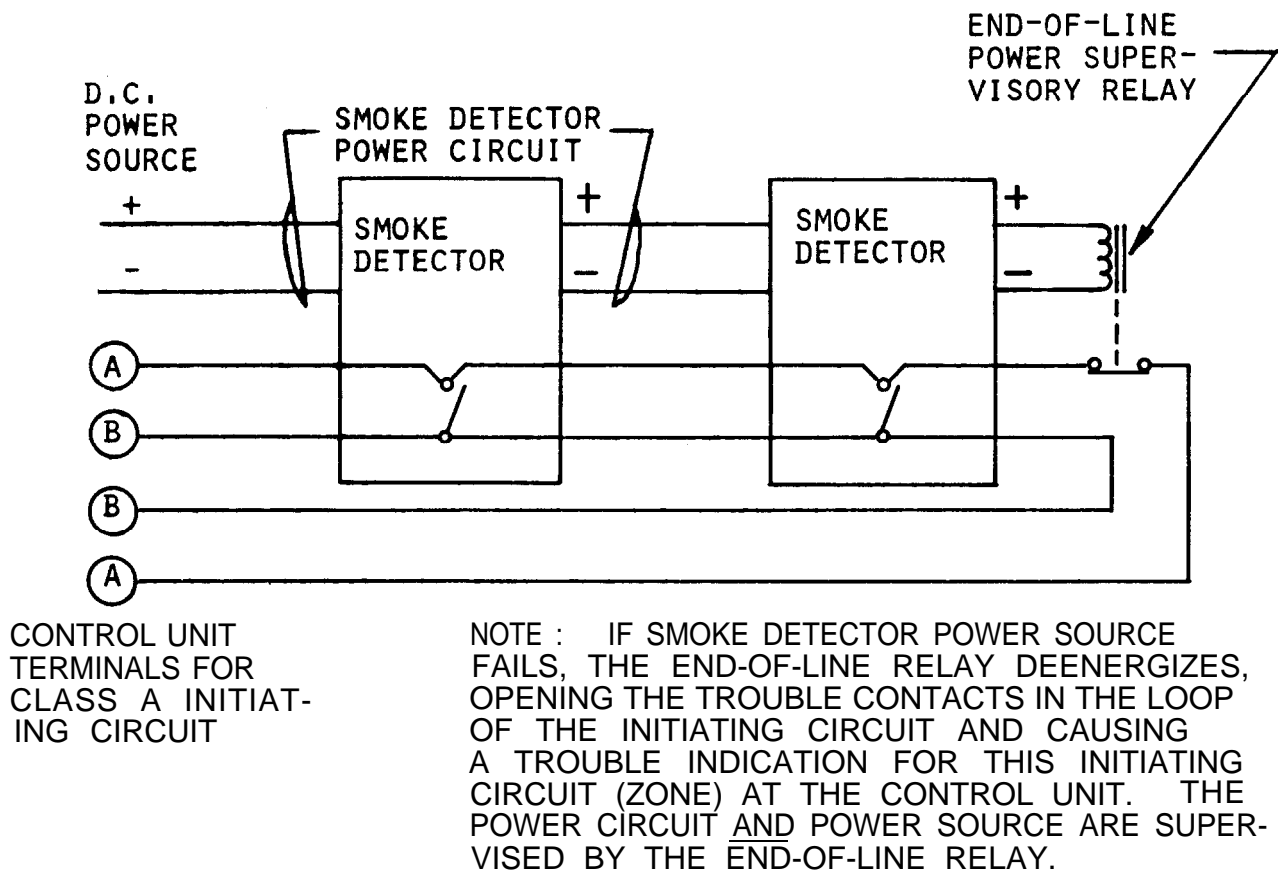 END-OF-LINE
POWER SUPER-
VISORY RELAY
D.C.
POWER
SOURCE
SMOKE DETECTOR
POWER CIRCUIT
+
-
+
-
+
-
SMOKE
DETECTOR
SMOKE
DETECTOR
A
B
B
A
CONTROL UNIT
TERMINALS FOR
CLASS A INITIAT-
ING CIRCUIT
NOTE : IF SMOKE DETECTOR POWER SOURCE
FAILS, THE END-OF-LINE RELAY DEENERGIZES,
OPENING THE TROUBLE CONTACTS IN THE LOOP
OF THE INITIATING CIRCUIT AND CAUSING
A TROUBLE INDICATION FOR THIS INITIATING
CIRCUIT (ZONE) AT THE CONTROL UNIT. THE
POWER CIRCUIT AND POWER SOURCE ARE SUPER-
VISED BY THE END-OF-LINE RELAY.